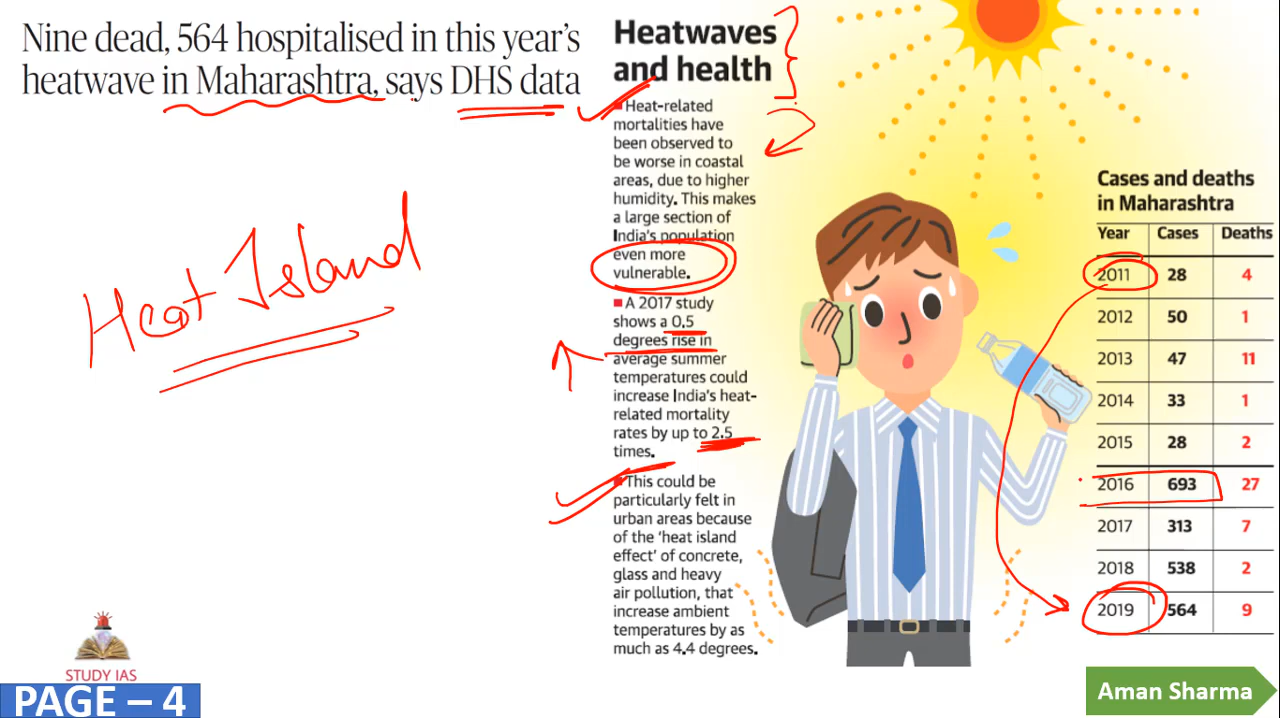 Nine dead, 564 hospitalised in this year's
heatwave in Maharashtra, says DHS data
Heat Island
Heatwaves
and health
Heat-related
mortalities have
been observed to
be worse in coastal
areas, due to higher
humidity. This makes
a large section of
India's population
even more
vulnerable.
A 2017 study
shows a 0.5
degrees rise in
average summer
temperatures could
increase India's heat-
related mortality
rates by up to 2.5
times.
This could be
particularly felt in
urban areas because
of the 'heat island
effect' of concrete,
glass and heavy
air pollution, that
increase ambient
temperatures by as
much as 4.4 degrees.
Cases and deaths
in Maharashtra
Year Cases Deaths
2011 28 4
2012 50 1
2013 47 11
2014 33 1
2015 28 2
2016 693 27
2017 313 7
2018 538 2
2019 564 9
STUDY IAS
PAGE – 4
Aman Sharma